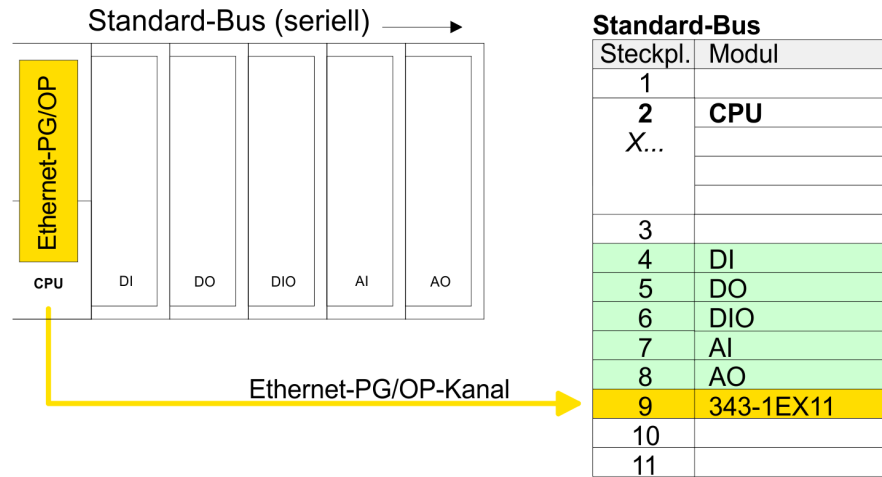 Standard-Bus (seriell)
Ethernet-PG/OP
CPU
DI
DO
DIO
AI
AO
Ethernet-PG/OP-Kanal
Standard-Bus
Steckpl. Modul
1
2 CPU
X...
3
4 DI
5 DO
6 DIO
7 AI
8 AO
9 343-1EX11
10
11